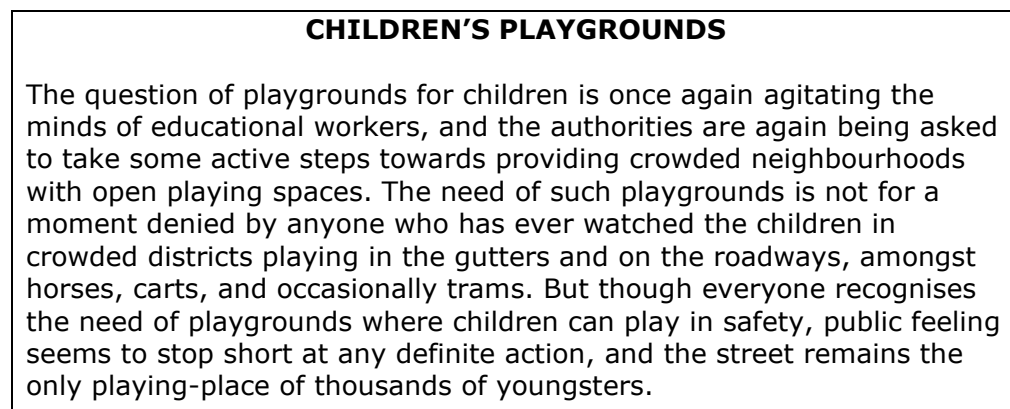 CHILDREN’S PLAYGROUNDS
The question of playgrounds for children is once again agitating the
minds of educational workers, and the authorities are again being asked
to take some active steps towards providing crowded neighbourhoods
with open playing spaces. The need of such playgrounds is not for a
moment denied by anyone who has ever watched the children in
crowded districts playing in the gutters and on the roadways, amongst
horses, carts, and occasionally trams. But though everyone recognises
the need of playgrounds where children can play in safety, public feeling
seems to stop short at any definite action, and the street remains the
only playing-place of thousands of youngsters.